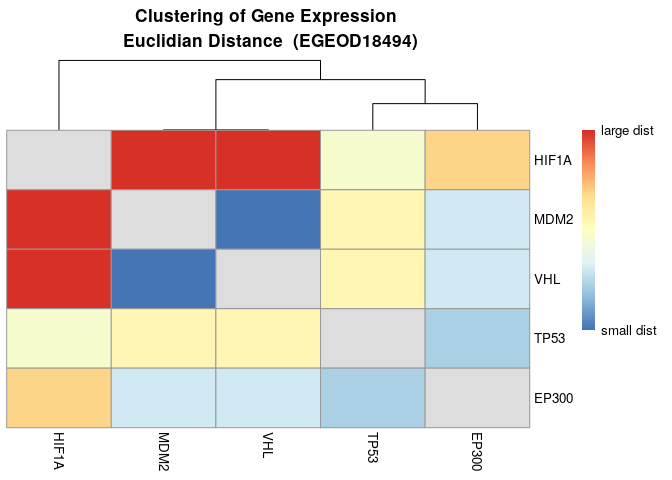 Clustering of Gene Expression
Euclidian Distance  (EGEOD18494)
large dist
small dist
HIF1A
MDM2
VHL
TP53
EP300
HIF1A
MDM2
VHL
TP53
EP300